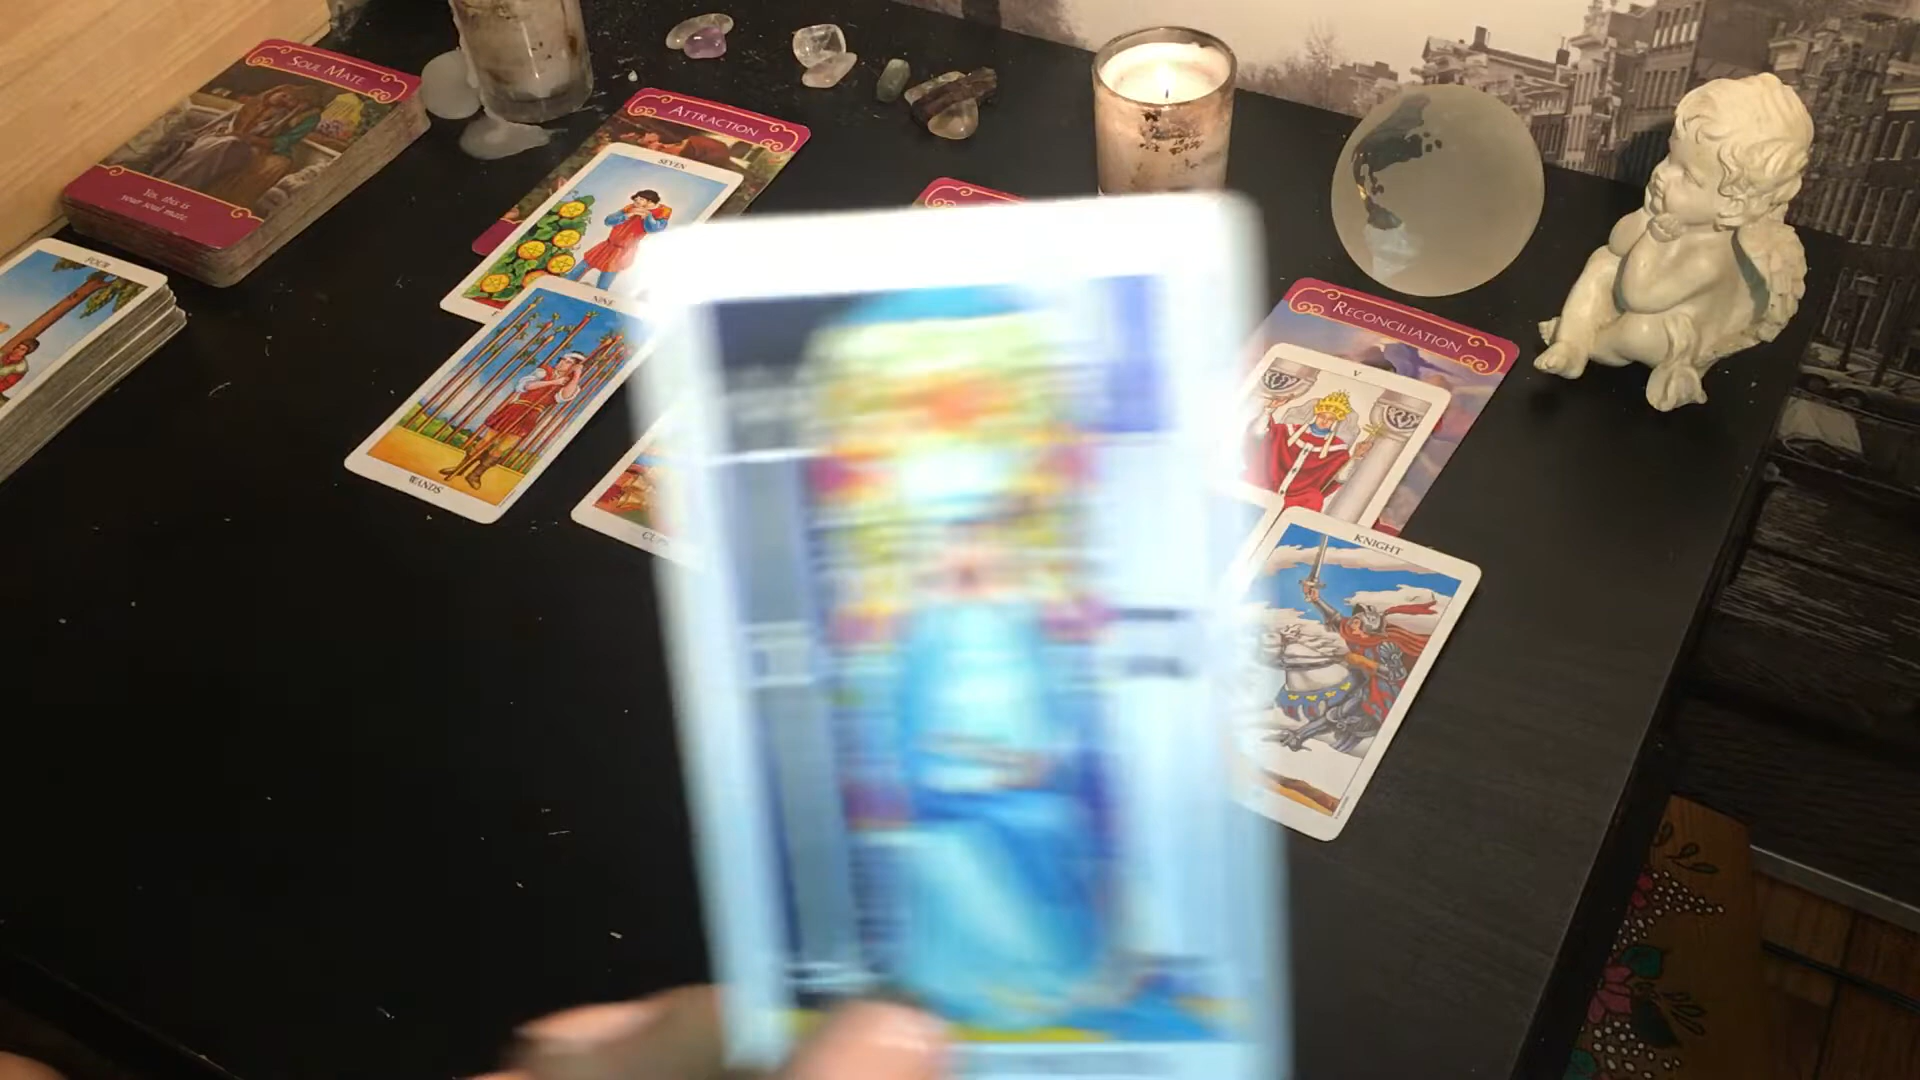 SOUL MATE
Yes, this is
your soul mate.
FOUR
ATTRACTION
SEVEN
NINE
WANDS
RECONCILIATION
V
KNIGHT